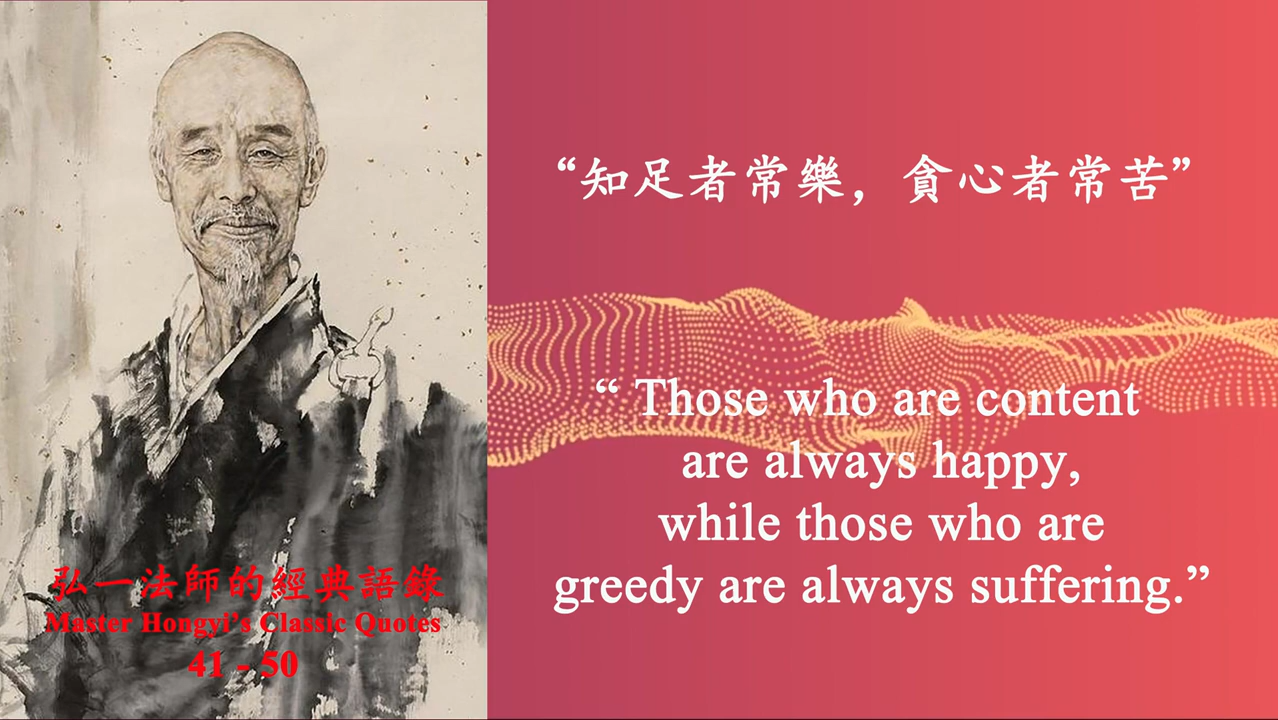 “知足者常樂，貪心者常苦”
“ Those who are content
are always happy,
while those who are
greedy are always suffering.”
弘一法師的經典語錄
Master Hongyi’s Classic Quotes
41 - 50